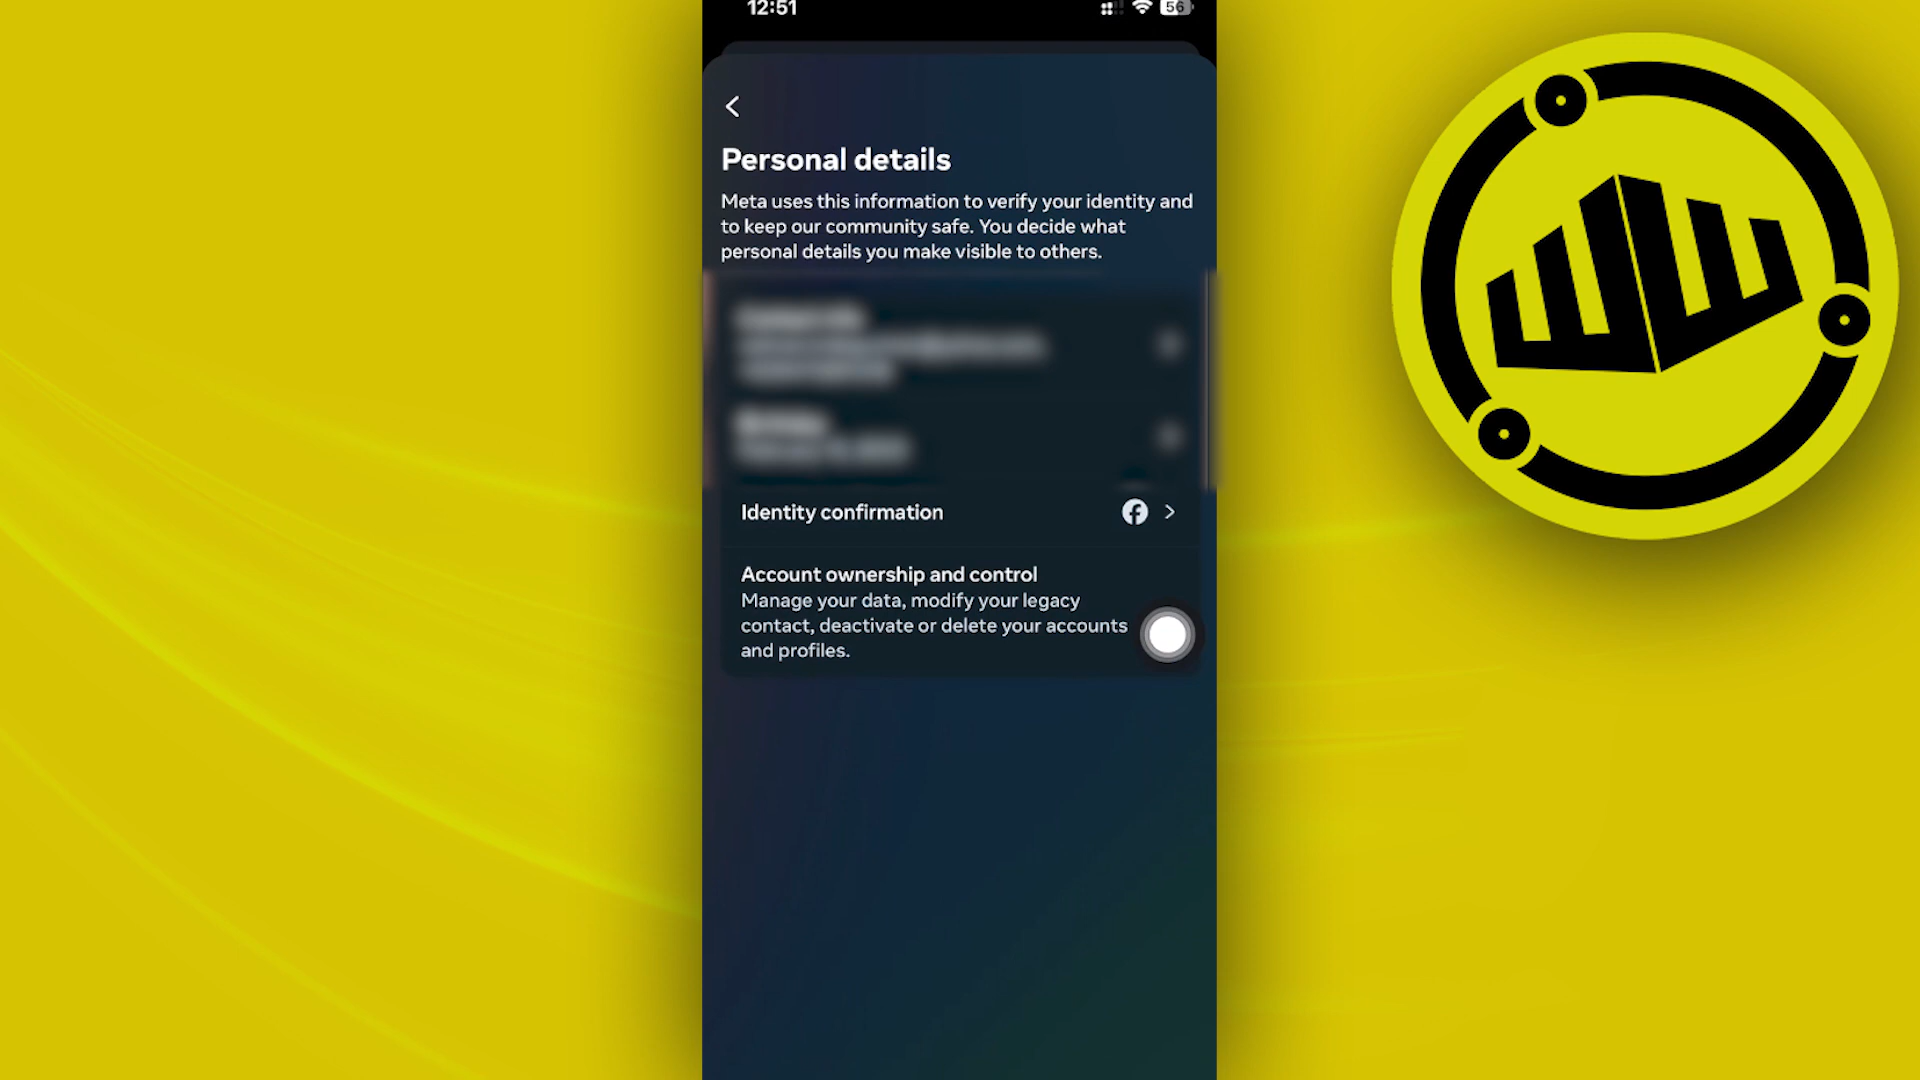 12:51
56
Personal details
Meta uses this information to verify your identity and
to keep our community safe. You decide what
personal details you make visible to others.
Identity confirmation
Account ownership and control
Manage your data, modify your legacy
contact, deactivate or delete your accounts
and profiles.